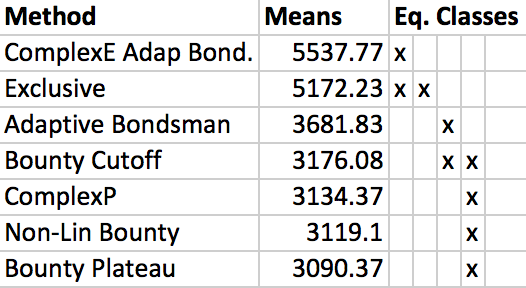 Method Means Eq. Classes
ComplexE Adap Bond. 5537.77 x
Exclusive 5172.23 x x
Adaptive Bondsman 3681.83 x
Bounty Cutoff 3176.08 x x
ComplexP 3134.37 x
Non-Lin Bounty 3119.1 x
Bounty Plateau 3090.37 x